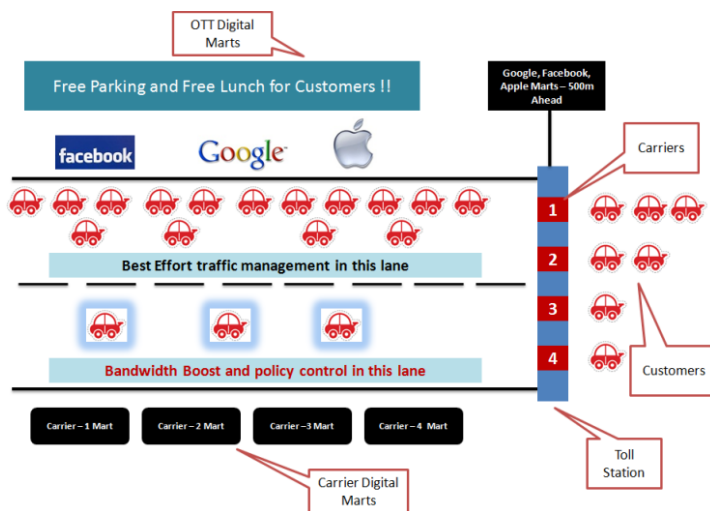 OTT Digital
Marts
Free Parking and Free Lunch for Customers !!
Google, Facebook,
Apple Marts – 500m
Ahead
facebook
Google
Carriers
1
2
3
4
Best Effort traffic management in this lane
Bandwidth Boost and policy control in this lane
Customers
Carrier – 1 Mart
Carrier – 2 Mart
Carrier –3 Mart
Carrier – 4 Mart
Toll
Station
Carrier Digital
Marts